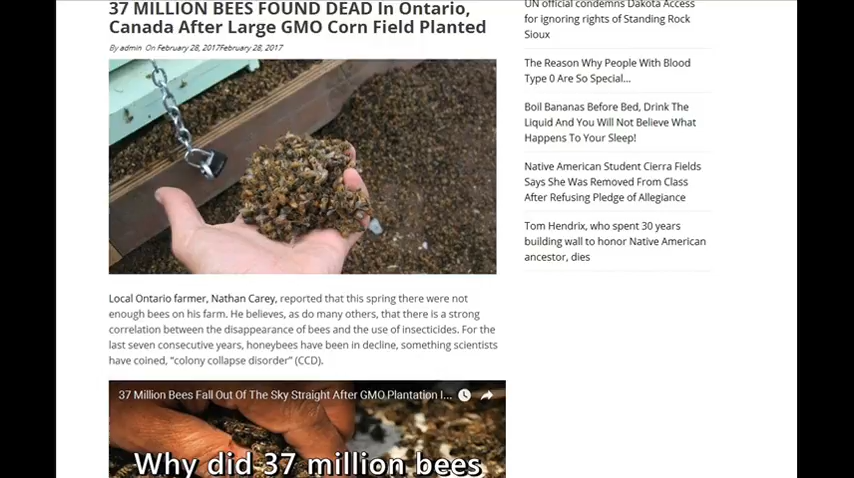 37 MILLION BEES FOUND DEAD In Ontario,
Canada After Large GMO Corn Field Planted
By admin On February 28, 2017February 28, 2017
Local Ontario farmer, Nathan Carey, reported that this spring there were not
enough bees on his farm. He believes, as do many others, that there is a strong
correlation between the disappearance of bees and the use of insecticides. For the
last seven consecutive years, honeybees have been in decline, something scientists
have coined, “colony collapse disorder” (CCD).
37 Million Bees Fall Out Of The Sky Straight After GMO Plantation I...
Why did 37 million bees
UN official condemns Dakota Access
for ignoring rights of Standing Rock
Sioux
The Reason Why People With Blood
Type 0 Are So Special...
Boil Bananas Before Bed, Drink The
Liquid And You Will Not Believe What
Happens To Your Sleep!
Native American Student Cierra Fields
Says She Was Removed From Class
After Refusing Pledge of Allegiance
Tom Hendrix, who spent 30 years
building wall to honor Native American
ancestor, dies